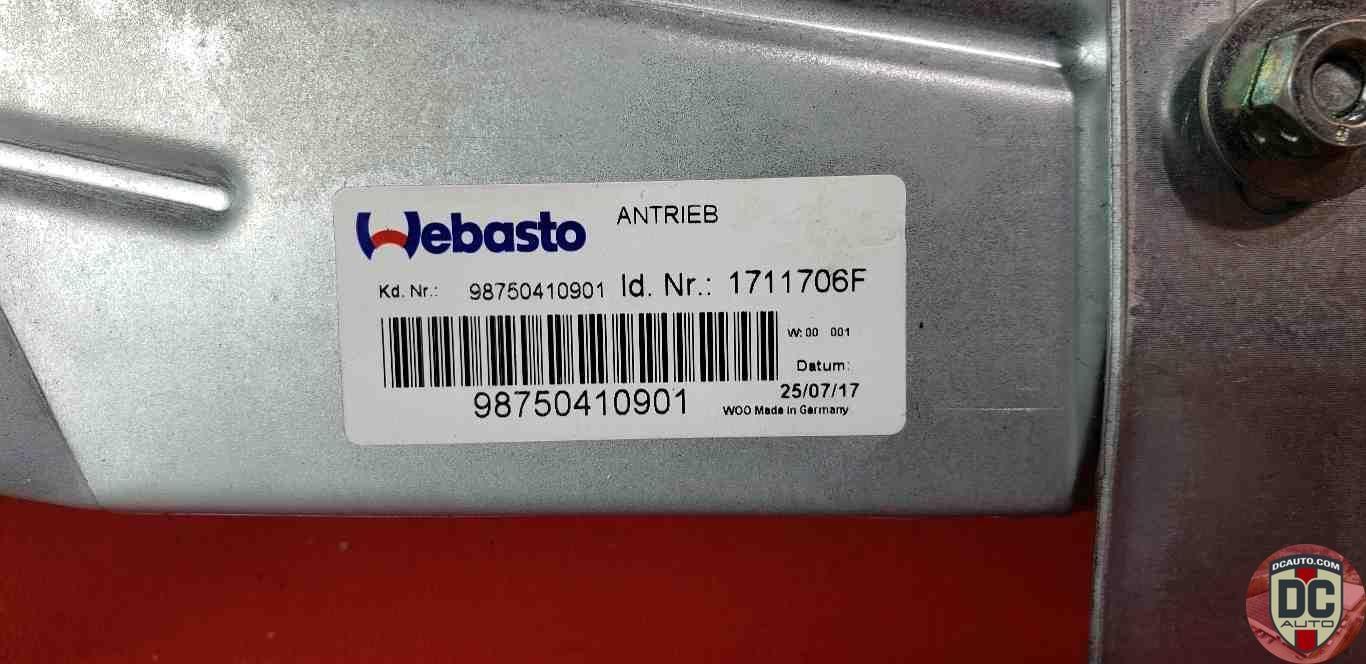 Webasto ANTRIEB
Kd. Nr.: 98750410901 Id. Nr.: 1711706F
W:00 001
Datum:
25/07/17
98750410901
WOO Made in Germany
DCAUTO.COM
DC
AUTO